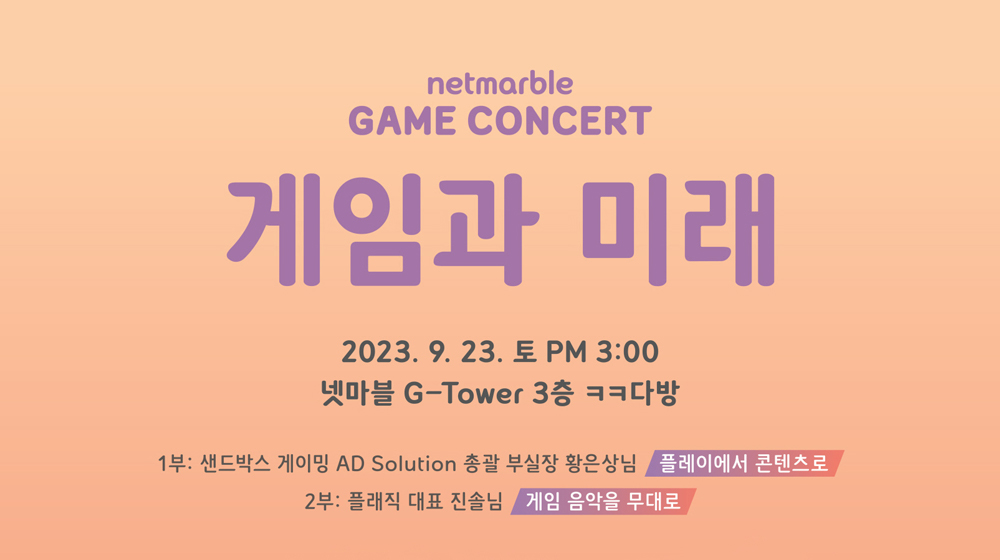 netmarble
GAME CONCERT
게임과 미래
2023. 9. 23. 토 PM 3:00
넷마블 G-Tower 3층 ㅋㅋ다방
1부: 샌드박스 게이밍 AD Solution 총괄 부실장 황은상님 플레이에서 콘텐츠로
2부: 플래직 대표 진솔님 게임 음악을 무대로